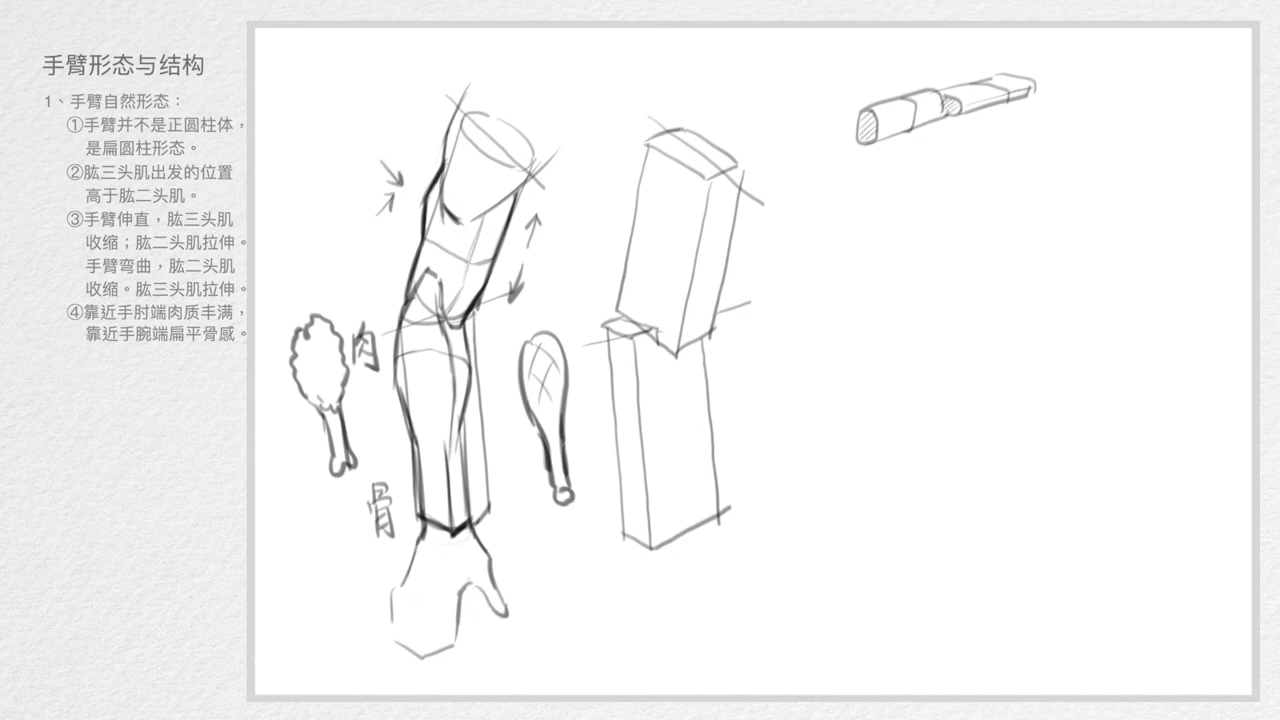 手臂形态与结构
1、手臂自然形态：
①手臂并不是正圆柱体，
是扁圆柱形态。
②肱三头肌出发的位置
高于肱二头肌。
③手臂伸直，肱三头肌
收缩；肱二头肌拉伸。
手臂弯曲，肱二头肌
收缩。肱三头肌拉伸。
④靠近手肘端肉质丰满，
靠近手腕端扁平骨感。
肉
骨